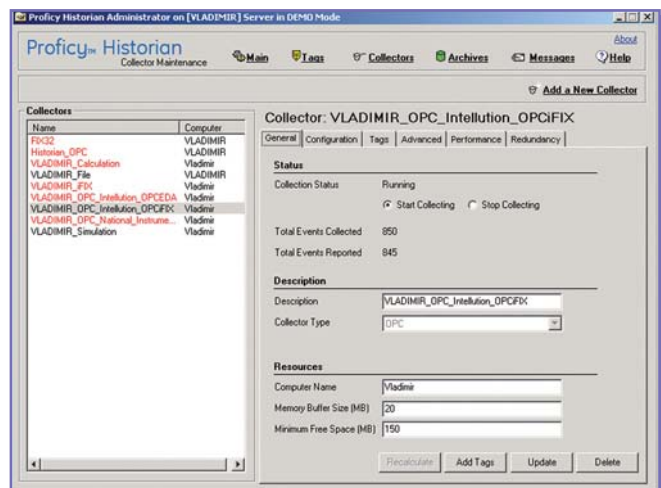 Proficy Historian Administrator on [VLADIMIR] Server in DEMO Mode
Proficy™ Historian
Collector Maintenance
Main Tags Collectors Archives Messages About Help
Add a New Collector
Collectors
Name Computer
FIX32 VLADIMIR
Historian_OPC VLADIMIR
VLADIMIR_Calculation Vladimir
VLADIMIR_File VLADIMIR
VLADIMIR_iFIX Vladimir
VLADIMIR_OPC_Intellution_OPCEDA Vladimir
VLADIMIR_OPC_Intellution_OPCiFIX Vladimir
VLADIMIR_OPC_National_Instrume... Vladimir
VLADIMIR_Simulation Vladimir
Collector: VLADIMIR_OPC_Intellution_OPCiFIX
General Configuration Tags Advanced Performance Redundancy
Status
Collection Status Running
Start Collecting Stop Collecting
Total Events Collected 850
Total Events Reported 845
Description
Description VLADIMIR_OPC_Intellution_OPCiFIX
Collector Type OPC
Resources
Computer Name Vladimir
Memory Buffer Size (MB) 20
Minimum Free Space (MB) 150
Recalculate Add Tags Update Delete